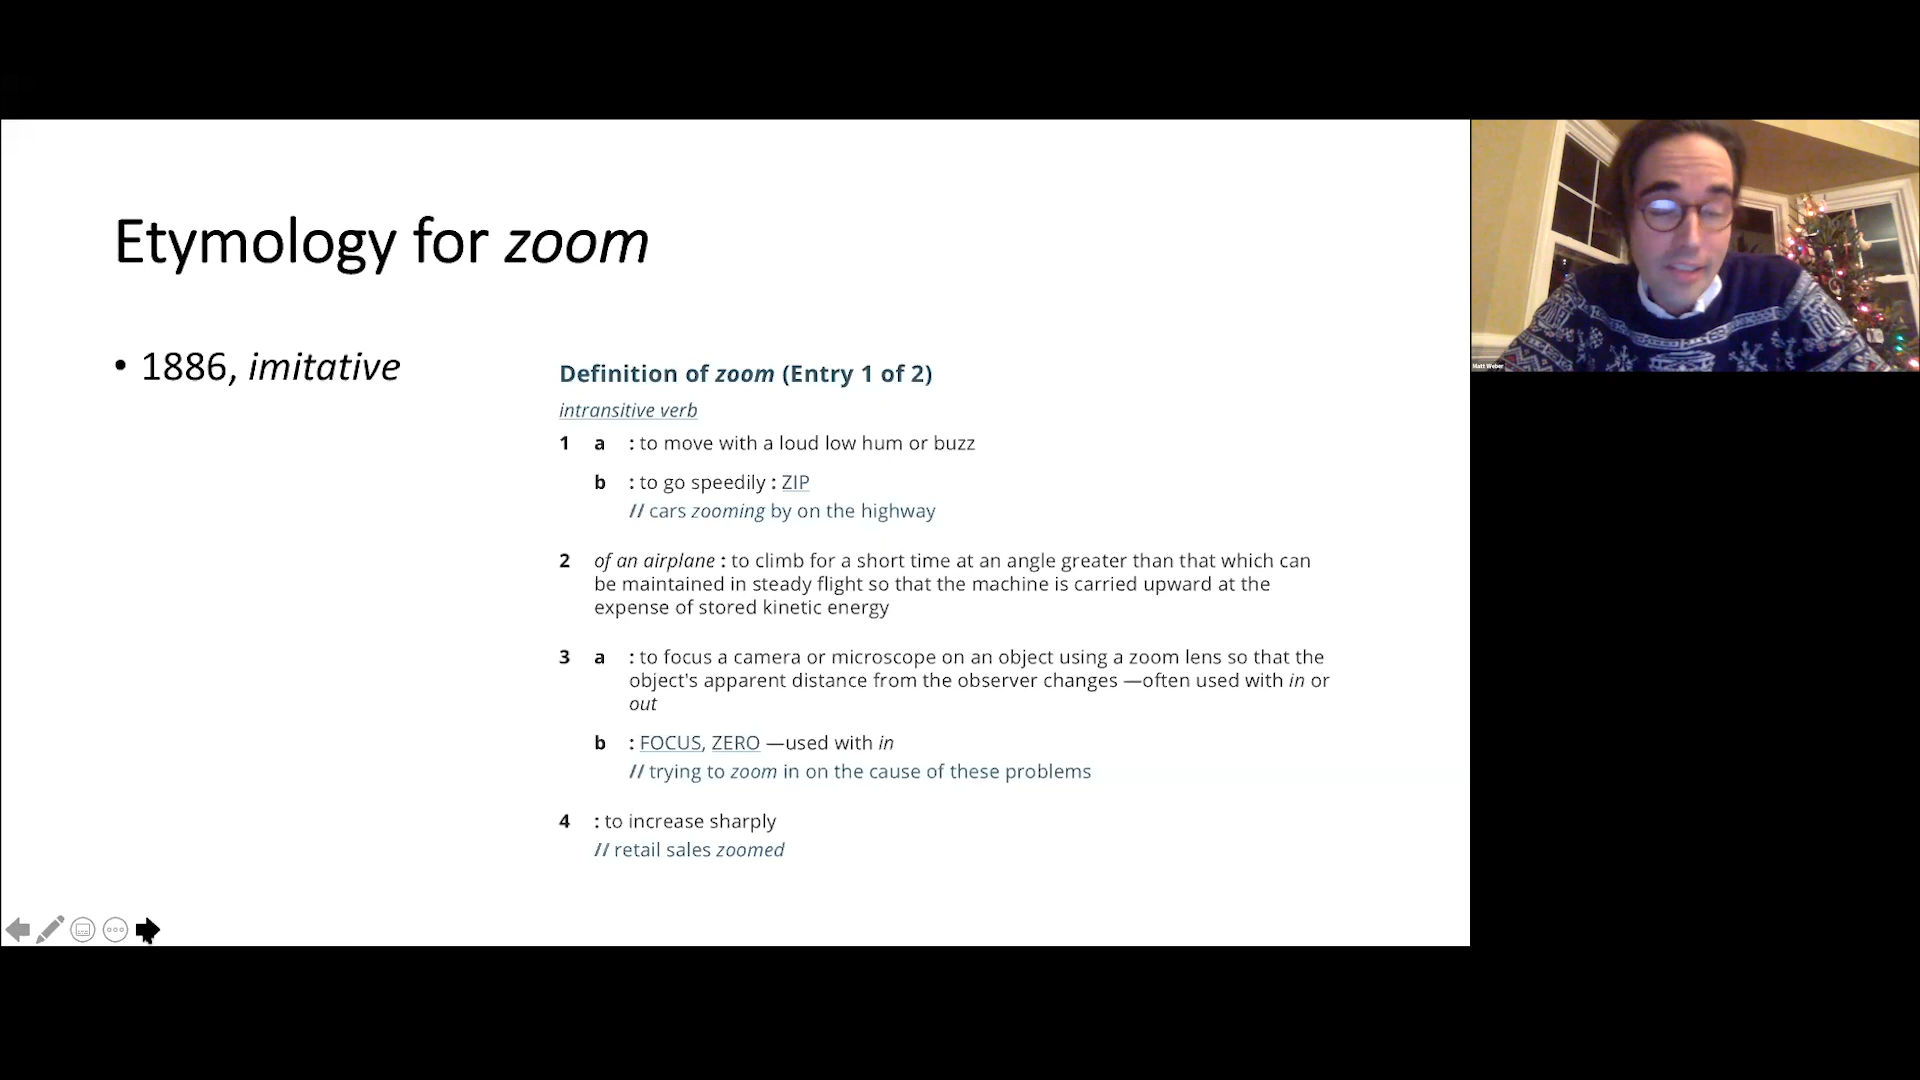 Etymology for zoom
• 1886, imitative
Definition of zoom (Entry 1 of 2)
intransitive verb
1 a : to move with a loud low hum or buzz
b : to go speedily : ZIP
// cars zooming by on the highway
2 of an airplane : to climb for a short time at an angle greater than that which can
be maintained in steady flight so that the machine is carried upward at the
expense of stored kinetic energy
3 a : to focus a camera or microscope on an object using a zoom lens so that the
object's apparent distance from the observer changes —often used with in or
out
b : FOCUS, ZERO —used with in
// trying to zoom in on the cause of these problems
4 : to increase sharply
// retail sales zoomed
Matt Weber